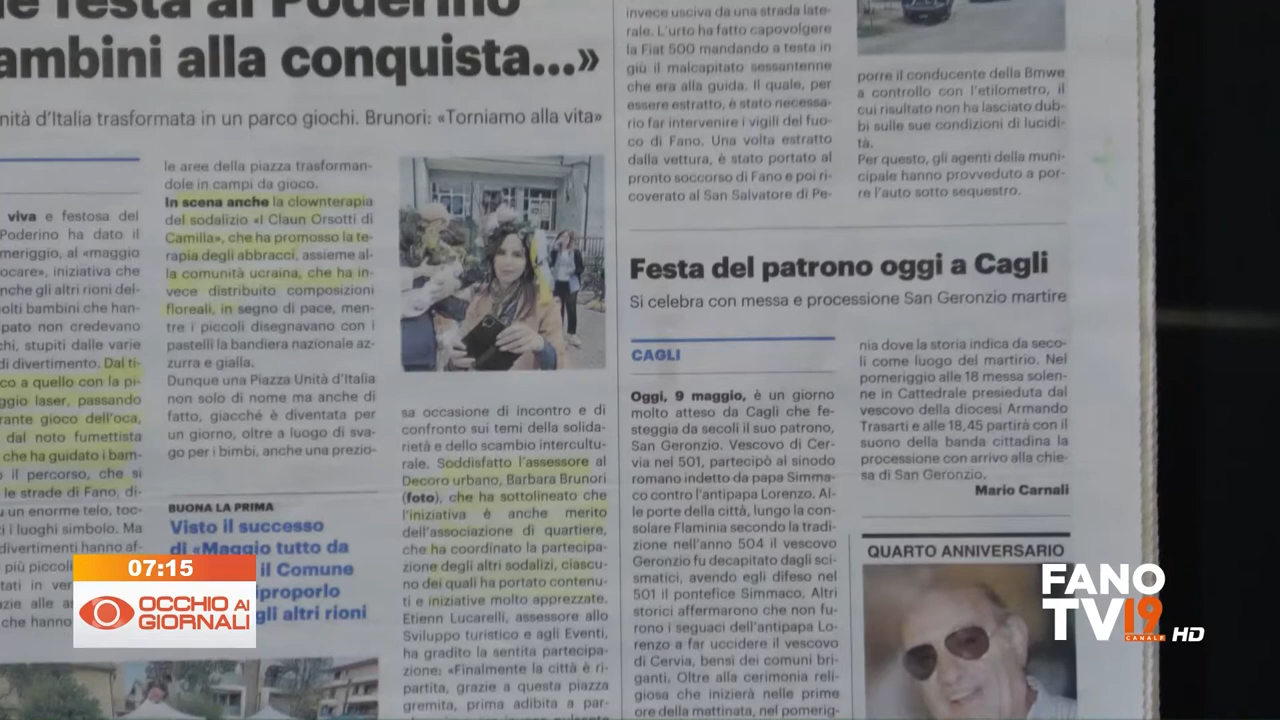 le festa al Poderino
ambini alla conquista...»
nità d'Italia trasformata in un parco giochi. Brunori: «Torniamo alla vita»
viva e festosa del
Poderino ha dato il
meriggio, al «maggio
ocare», iniziativa che
nche gli altri rioni del-
olti bambini che han-
pato non credevano
chi, stupiti dalle varie
di divertimento. Dal ti-
co a quello con la pi-
ggio laser, passando
rante gioco dell'oca,
dal noto fumettista
che ha guidato i bam-
o il percorso, che si
le strade di Fano, di-
u un enorme telo, toc-
i luoghi simbolo. Ma
divertimenti hanno af-
più piccoli
tati in ver
zie alle a
che hanno
le aree della piazza trasforman-
dole in campi da gioco.
In scena anche la clownterapia
del sodalizio «I Claun Orsotti di
Camilla», che ha promosso la te-
rapia degli abbracci, assieme al-
la comunità ucraina, che ha in-
vece distribuito composizioni
floreali, in segno di pace, men-
tre i piccoli disegnavano con i
pastelli la bandiera nazionale az-
zurra e gialla.
Dunque una Piazza Unità d'Italia
non solo di nome ma anche di
fatto, giacché è diventata per
un giorno, oltre a luogo di sva-
go per i bimbi, anche una prezio-
BUONA LA PRIMA
Visto il successo
di «Maggio tutto da
il Comune
riproporlo
gli altri rioni
sa occasione di incontro e di
confronto sui temi della solida-
rietà e dello scambio intercultu-
rale. Soddisfatto l'assessore al
Decoro urbano, Barbara Brunori
(foto), che ha sottolineato che
l'iniziativa è anche merito
dell'associazione di quartiere,
che ha coordinato la partecipa-
zione degli altri sodalizi, ciascu-
no dei quali ha portato contenu-
ti e iniziative molto apprezzate.
Etienn Lucarelli, assessore allo
Sviluppo turistico e agli Eventi,
ha gradito la sentita partecipa-
zione: «Finalmente la città è ri-
partita, grazie a questa piazza
gremita, prima adibita a par-
invece usciva da una strada late-
rale. L'urto ha fatto capovolgere
la Fiat 500 mandando a testa in
giù il malcapitato sessantenne
che era alla guida. Il quale, per
essere estratto, è stato necessa-
rio far intervenire i vigili del fuo-
co di Fano. Una volta estratto
dalla vettura, è stato portato al
pronto soccorso di Fano e poi ri-
coverato al San Salvatore di Pe-
porre il conducente della Bmwe
a controllo con l'etilometro, il
cui risultato non ha lasciato dub-
bi sulle sue condizioni di lucidi-
tà.
Per questo, gli agenti della muni-
cipale hanno provveduto a por-
re l'auto sotto sequestro.
Festa del patrono oggi a Cagli
Si celebra con messa e processione San Geronzio martire
CAGLI
Oggi, 9 maggio, è un giorno
molto atteso da Cagli che fe-
steggia da secoli il suo patrono,
San Geronzio. Vescovo di Cer-
via nel 501, partecipò al sinodo
romano indetto da papa Simma-
co contro l'antipapa Lorenzo. Al-
le porte della città, lungo la con-
solare Flaminia secondo la tradi-
zione nell'anno 504 il vescovo
Geronzio fu decapitato dagli sci-
smatici, avendo egli difeso nel
501 il pontefice Simmaco, Altri
storici affermarono che non fu-
rono i seguaci dell'antipapa Lo-
renzo a far uccidere il vescovo
di Cervia, bensì dei comuni bri-
ganti. Oltre alla cerimonia reli-
giosa che inizierà nelle prime
ore della mattinata, nel pomerig-
nia dove la storia indica da seco-
li come luogo del martirio. Nel
pomeriggio alle 18 messa solen-
ne in Cattedrale presieduta dal
vescovo della diocesi Armando
Trasarti e alle 18,45 partirà con il
suono della banda cittadina la
processione con arrivo alla chie-
sa di San Geronzio.
Mario Carnali
QUARTO ANNIVERSARIO
07:15
OCCHIO AI
GIORNALI
FANO
TV19
CANALE
HD